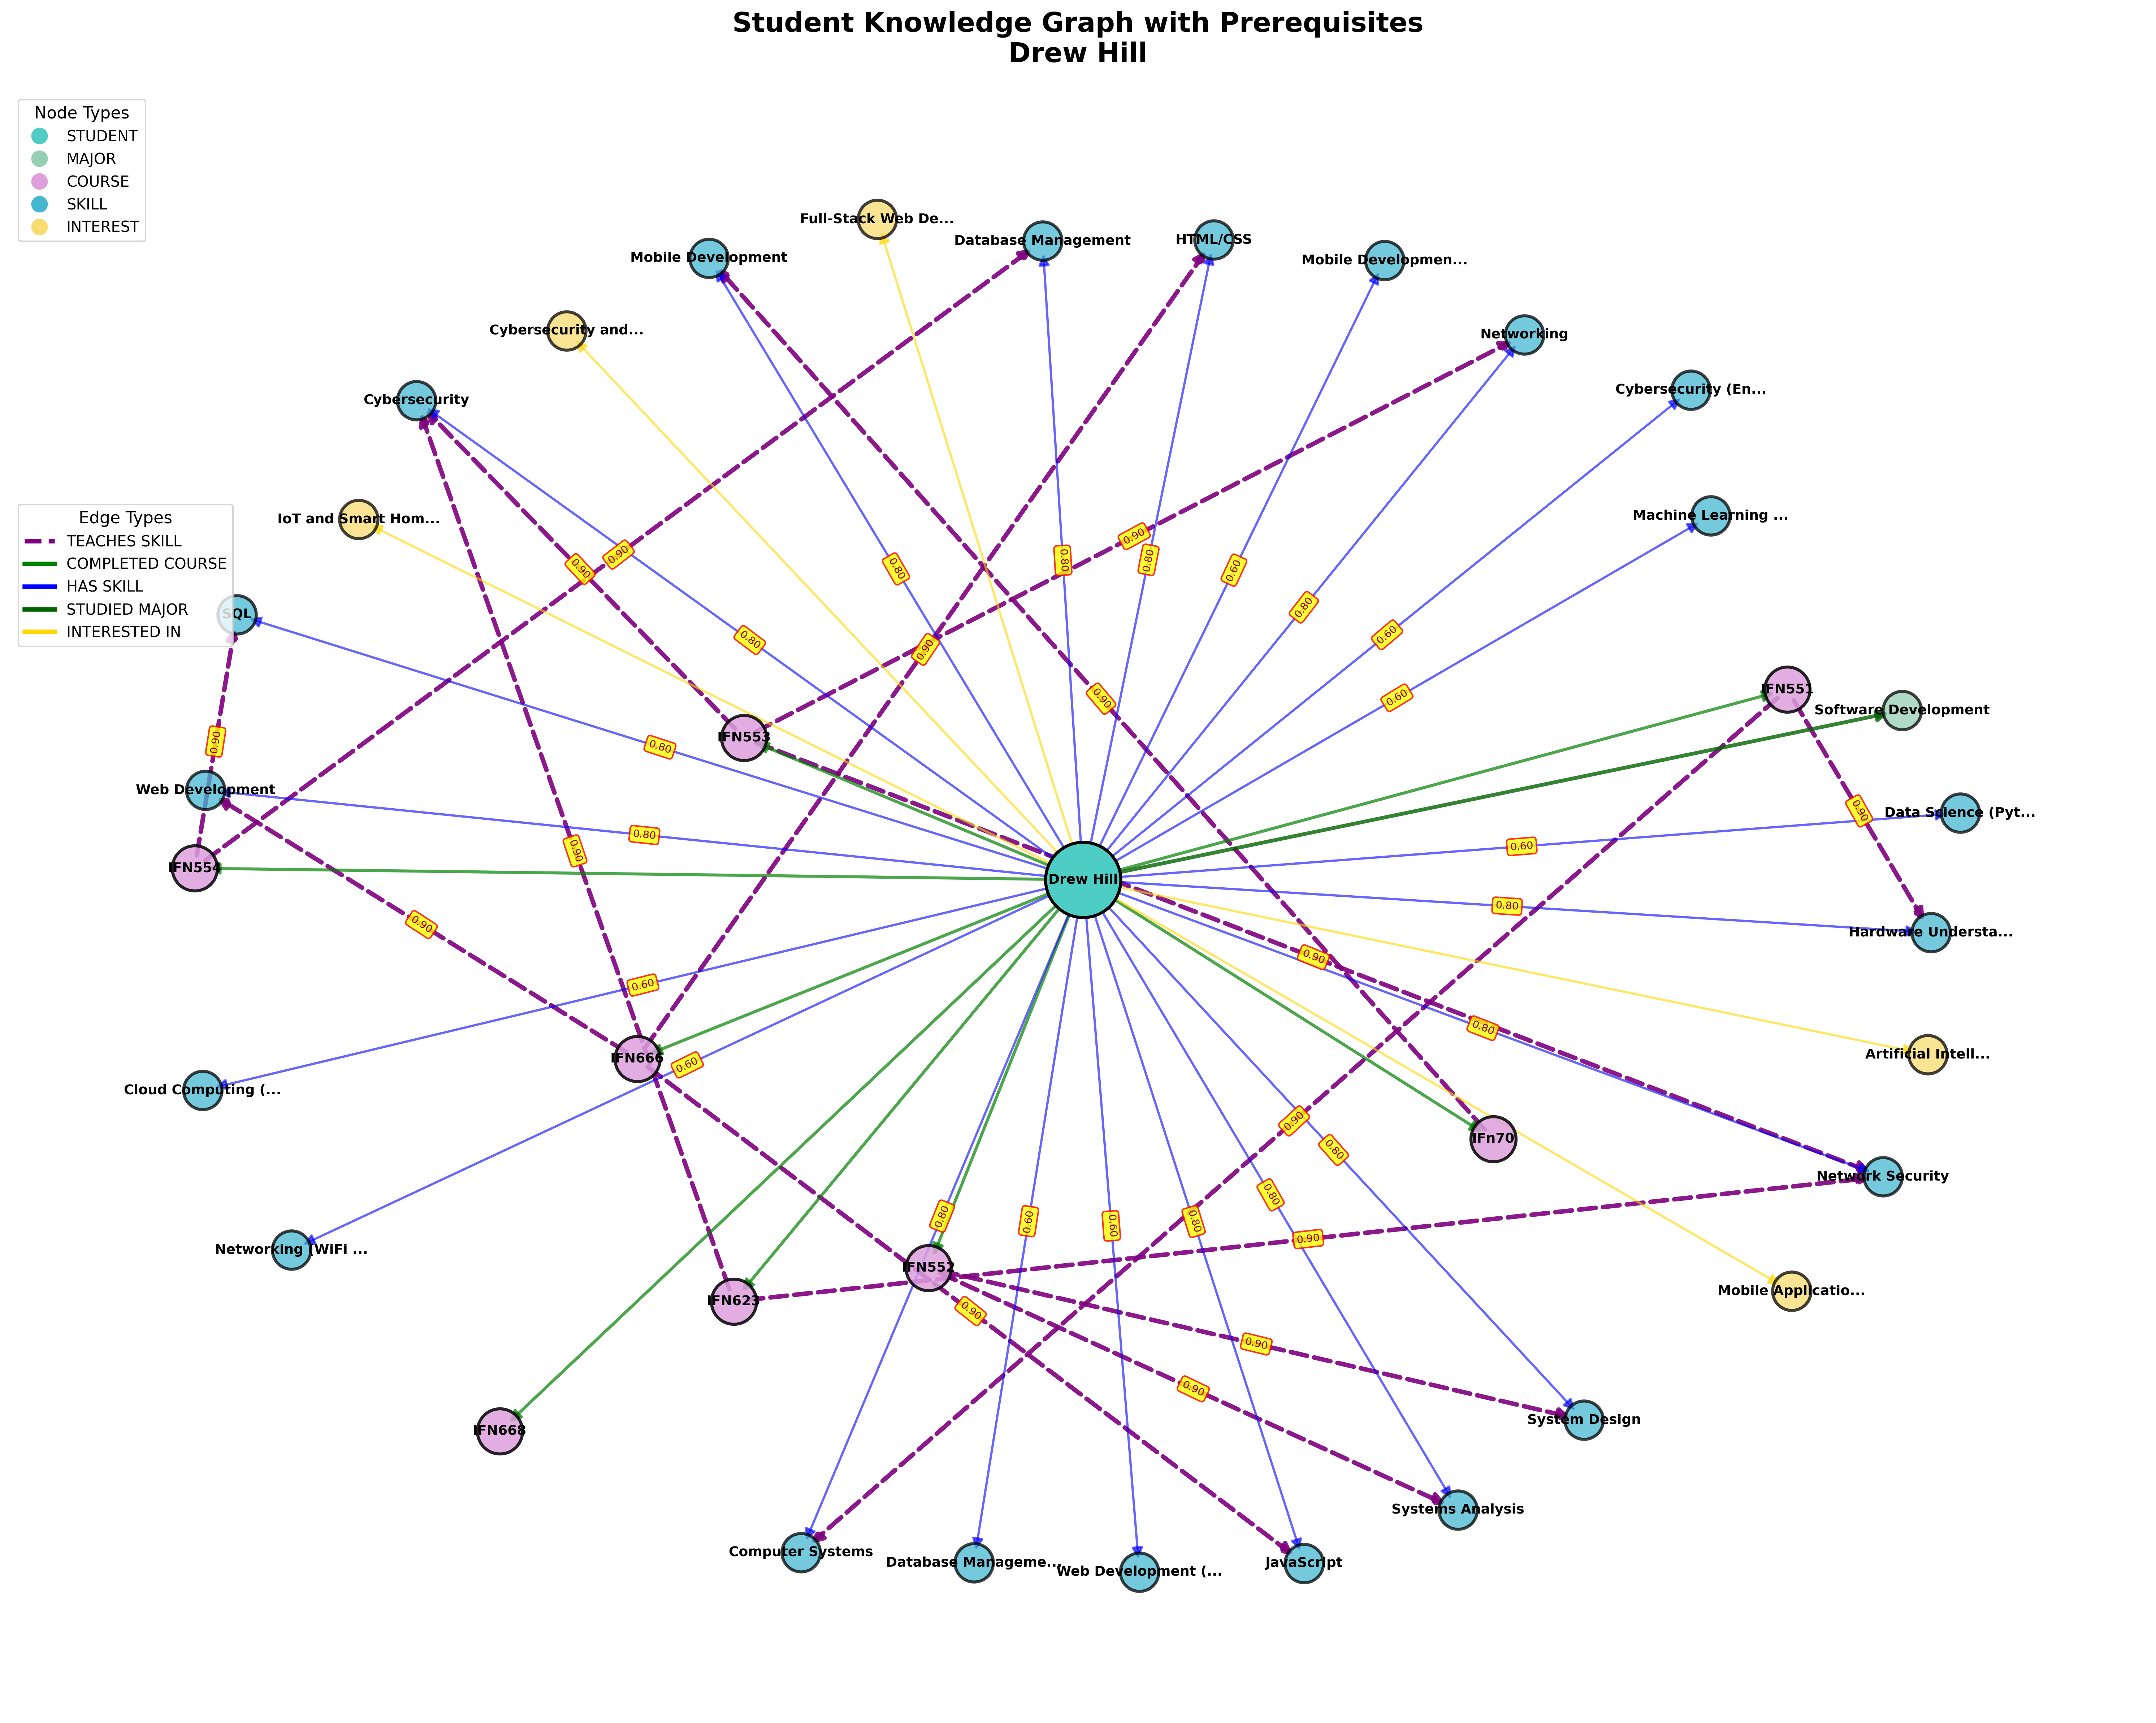 Student Knowledge Graph with Prerequisites
Drew Hill
Node Types
STUDENT
MAJOR
COURSE
SKILL
INTEREST
Full-Stack Web De...
Database Management
HTML/CSS
Mobile Development
Mobile Developmen...
Cybersecurity and...
Networking
Cybersecurity
Cybersecurity (En...
IoT and Smart Hom...
Machine Learning ...
Edge Types
TEACHES SKILL
COMPLETED COURSE
HAS SKILL
STUDIED MAJOR
INTERESTED IN
SQL
0.90
0.90
0.90
0.80
0.80
0.80
0.60
0.80
0.60
0.80
0.90
0.90
0.60
0.90
IFN551
Software Development
IFN553
0.90
0.80
Web Development
0.80
0.90
Data Science (Pyt...
0.60
0.90
IFN554
Drew Hill
0.80
0.90
Hardware Understa...
0.90
0.60
0.80
Artificial Intell...
IFN666
0.60
Cloud Computing (...
0.90
0.80
IFn70
Network Security
0.80
0.60
0.60
0.80
0.80
0.90
Networking (WiFi ...
IFN552
IFN623
Mobile Applicatio...
0.90
0.90
0.90
System Design
IFN668
Systems Analysis
Computer Systems
Database Manageme...
Web Development (...
JavaScript